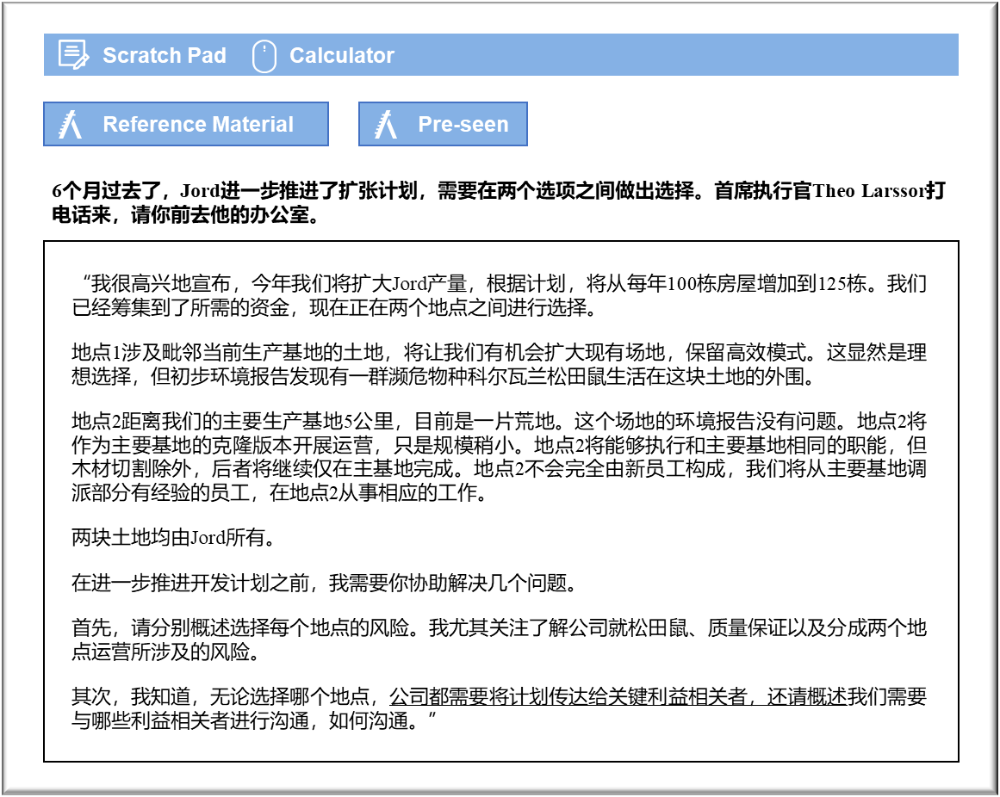 Scratch Pad Calculator
Reference Material Pre-seen
6个月过去了，Jord进一步推进了扩张计划，需要在两个选项之间做出选择。首席执行官Theo Larssor打
电话来，请你前去他的办公室。
“我很高兴地宣布，今年我们将扩大Jord产量，根据计划，将从每年100栋房屋增加到125栋。我们
已经筹集到了所需的资金，现在正在两个地点之间进行选择。
地点1涉及毗邻当前生产基地的土地，将让我们有机会扩大现有场地，保留高效模式。这显然是理
想选择，但初步环境报告发现有一群濒危物种科尔瓦兰松田鼠生活在这块土地的外围。
地点2距离我们的主要生产基地5公里，目前是一片荒地。这个场地的环境报告没有问题。地点2将
作为主要基地的克隆版本开展运营，只是规模稍小。地点2将能够执行和主要基地相同的职能，但
木材切割除外，后者将继续仅在主基地完成。地点2不会完全由新员工构成，我们将从主要基地调
派部分有经验的员工，在地点2从事相应的工作。
两块土地均由Jord所有。
在进一步推进开发计划之前，我需要你协助解决几个问题。
首先，请分别概述选择每个地点的风险。我尤其关注了解公司就松田鼠、质量保证以及分成两个地
点运营所涉及的风险。
其次，我知道，无论选择哪个地点，公司都需要将计划传达给关键利益相关者，还请概述我们需要
与哪些利益相关者进行沟通，如何沟通。”